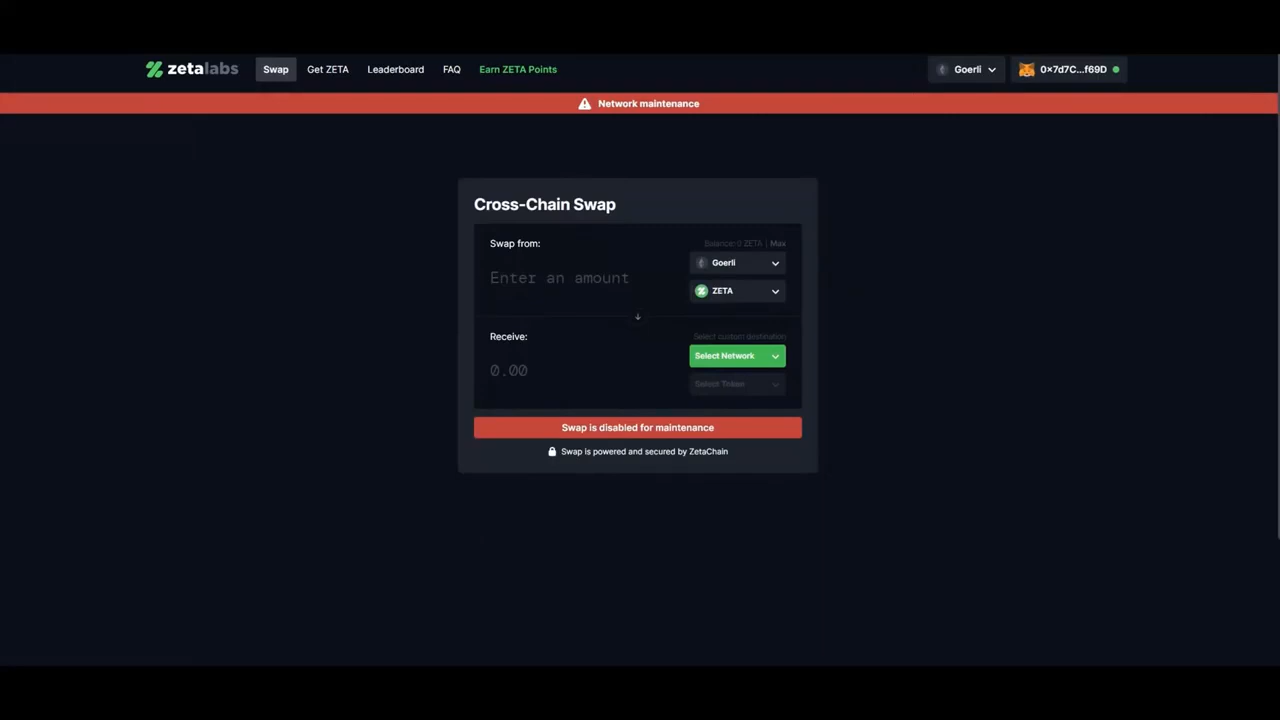 zetalabs Swap Get ZETA Leaderboard FAQ Earn ZETA Points Goerli 0x7d7C...f69D
Network maintenance
Cross-Chain Swap
Swap from: Balance: 0 ZETA | Max
Goerli
Enter an amount
ZETA
Receive: Select custom destination
Select Network
0.00
Select Token
Swap is disabled for maintenance
Swap is powered and secured by ZetaChain